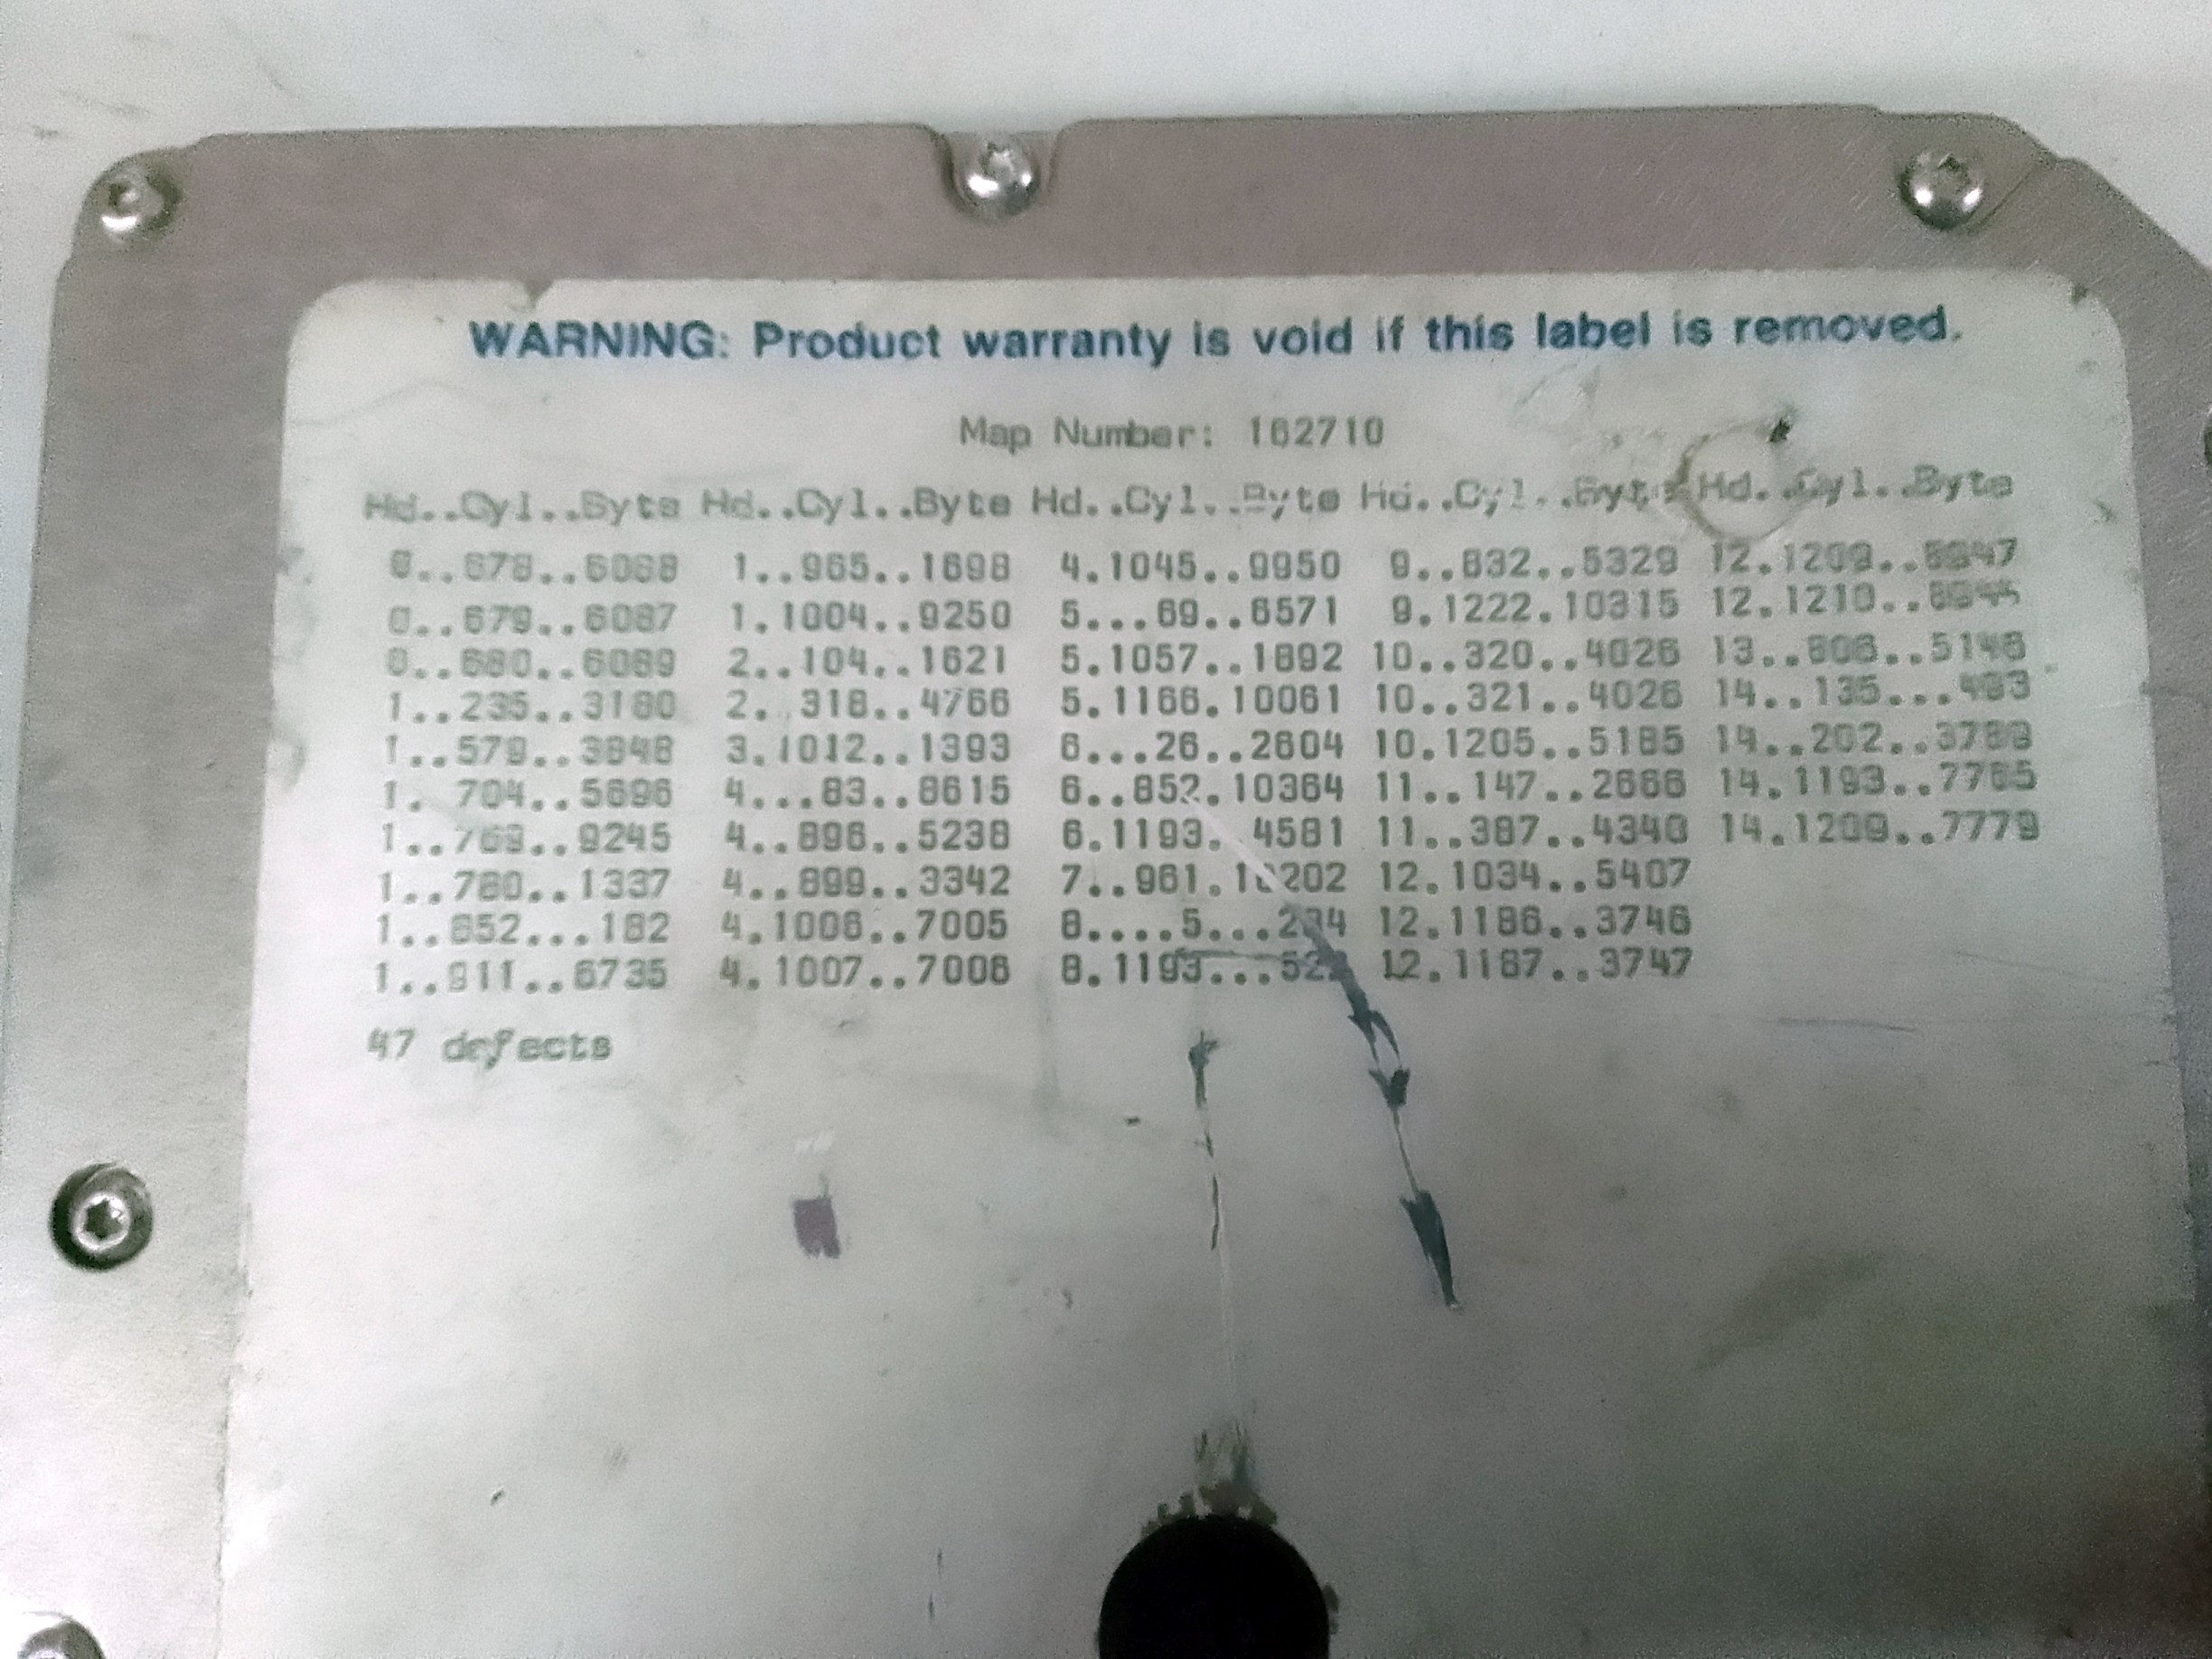 WARNING: Product warranty is void if this label is removed.
Map Number: 162710
Hd..Cyl..Byte Hd..Cyl..Byte Hd..Cyl..Byte Hd..Cyl..Byte Hd..Cyl..Byte
0..678..6068 1..965..1698 4.1045..9950 9..832..5329 12.1209..
0..679..6087 1.1004..9250 5...69..6571 9.1222.10315 12.1210..
0..680..6089 2..104..1621 5.1057..1892 10..320..4026 13..806..5148
1..235..3180 2. 318..4766 5.1166.10061 10..321..4026 14..135...483
1..579..3848 3.1012..1393 6...26..2604 10.1205..5185 14..202..
1. 704..5696 4...83..8615 6..852.10364 11..147..2666 14.1193..7765
1..769..9245 4..896..5238 6.1193. 4581 11..387..4340 14.1209..7779
1..780..1337 4..899..3342 7..961.10202 12.1034..5407
1..852...182 4.1006..7005 8....5... 12.1186..3746
1..911..6735 4.1007..7006 8.1193... 12.1187..3747
47 defects